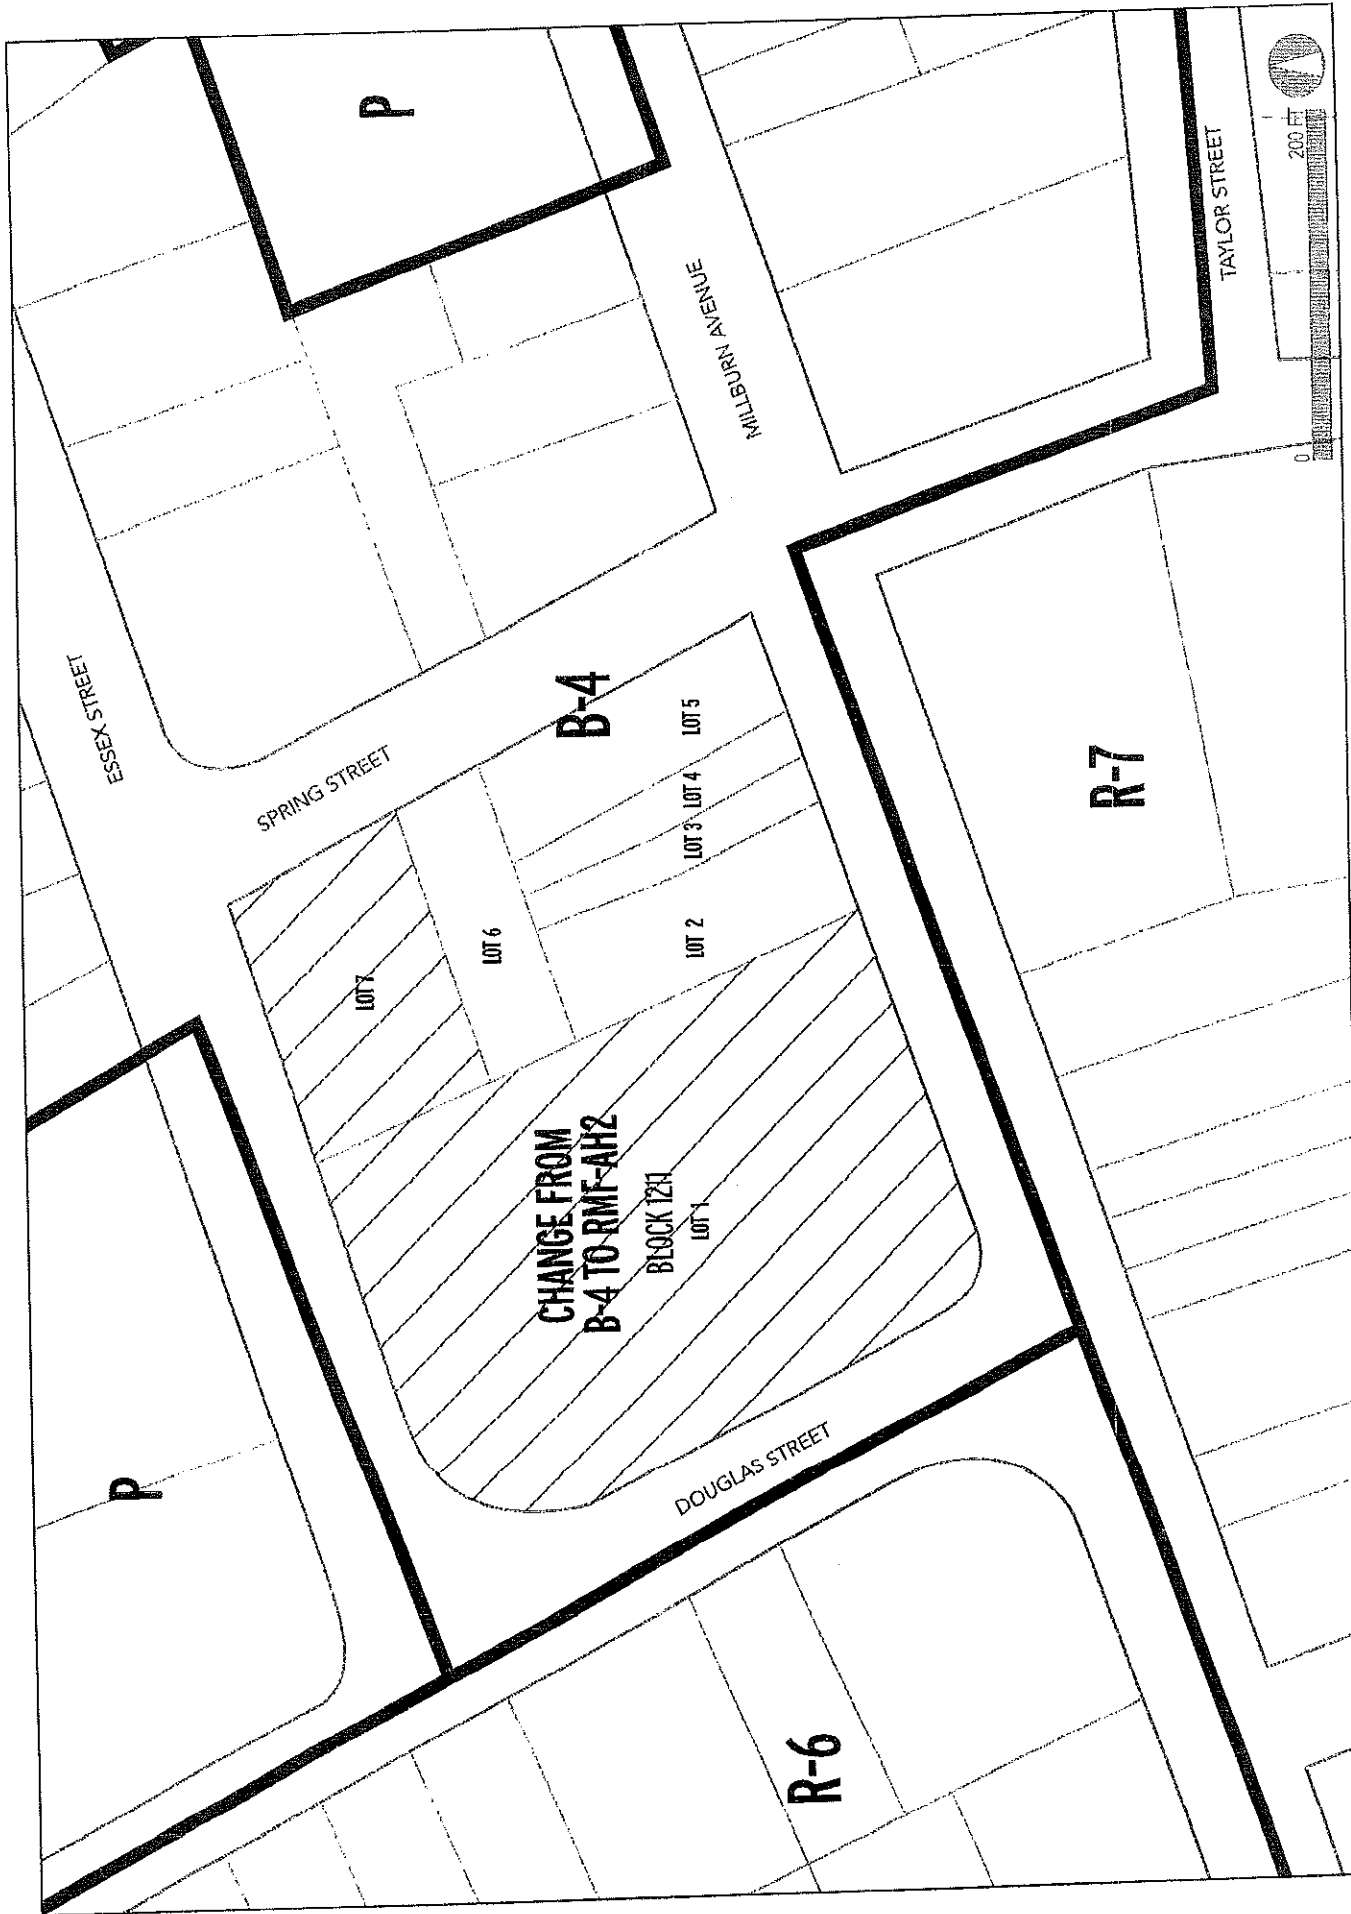 P
P
ESSEX STREET
SPRING STREET
MILLBURN AVENUE
TAYLOR STREET
DOUGLAS STREET
B-4
R-7
R-6
LOT 7
LOT 6
LOT 5
LOT 4
LOT 3
LOT 2
CHANGE FROM
B-4 TO RMF-AH2
BLOCK 1211
LOT 1
0
200 FT